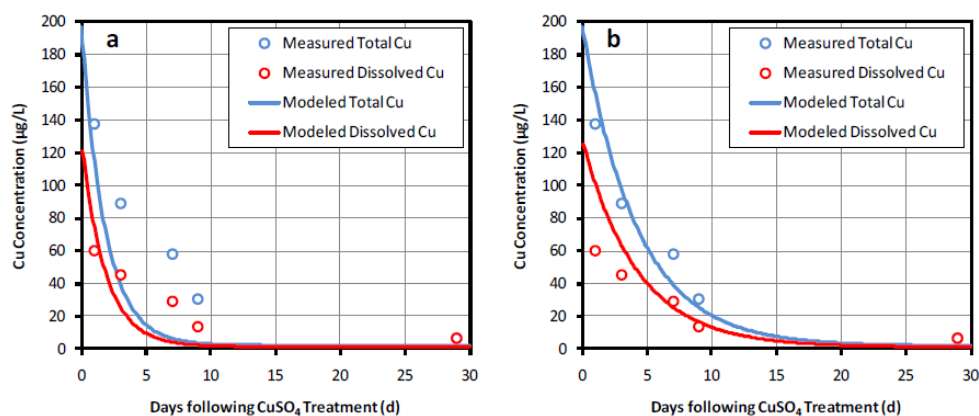 a
Measured Total Cu
Measured Dissolved Cu
Modeled Total Cu
Modeled Dissolved Cu
Cu Concentration (µg/L)
200
180
160
140
120
100
80
60
40
20
0
0 5 10 15 20 25 30
Days following CuSO₄ Treatment (d)
b
Measured Total Cu
Measured Dissolved Cu
Modeled Total Cu
Modeled Dissolved Cu
Cu Concentration (µg/L)
200
180
160
140
120
100
80
60
40
20
0
0 5 10 15 20 25 30
Days following CuSO₄ Treatment (d)